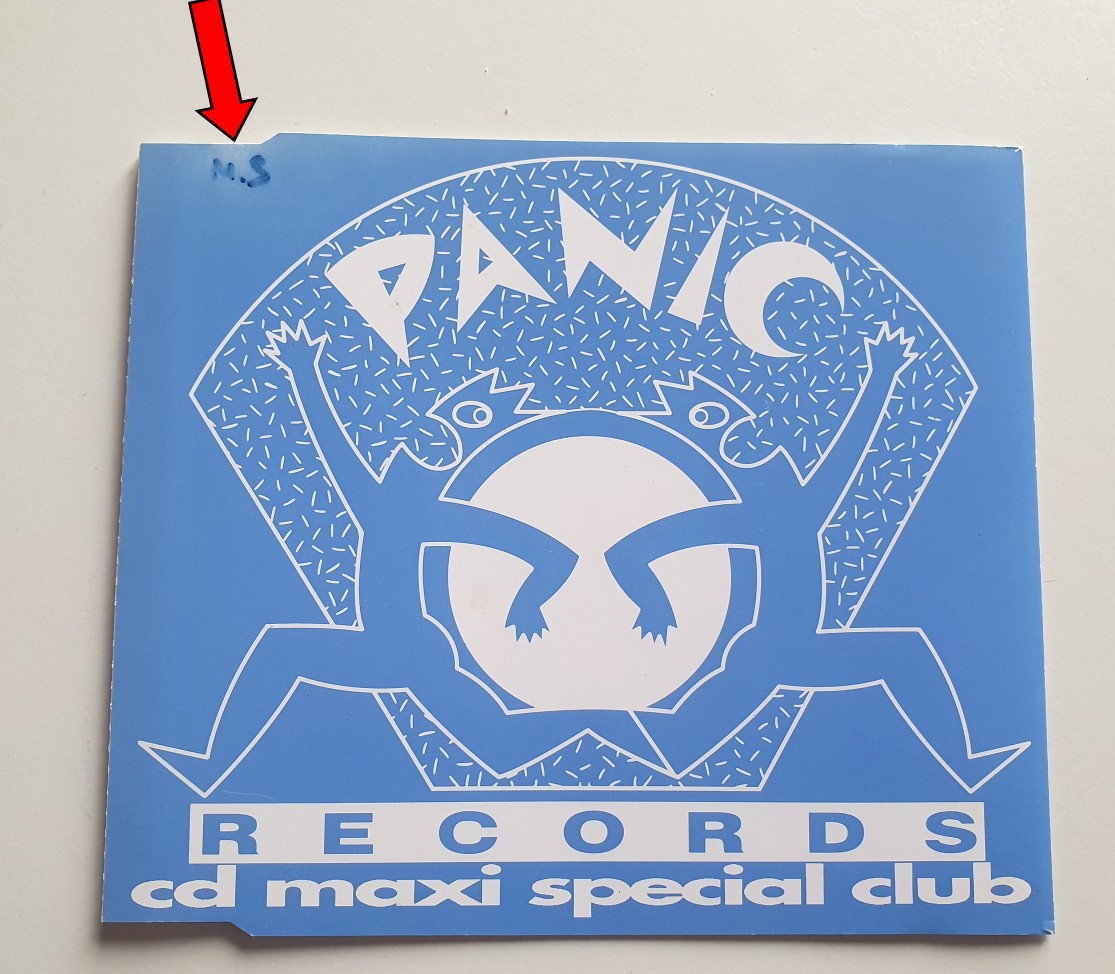 M.S
PANIC
RECORDS
cd maxi special club